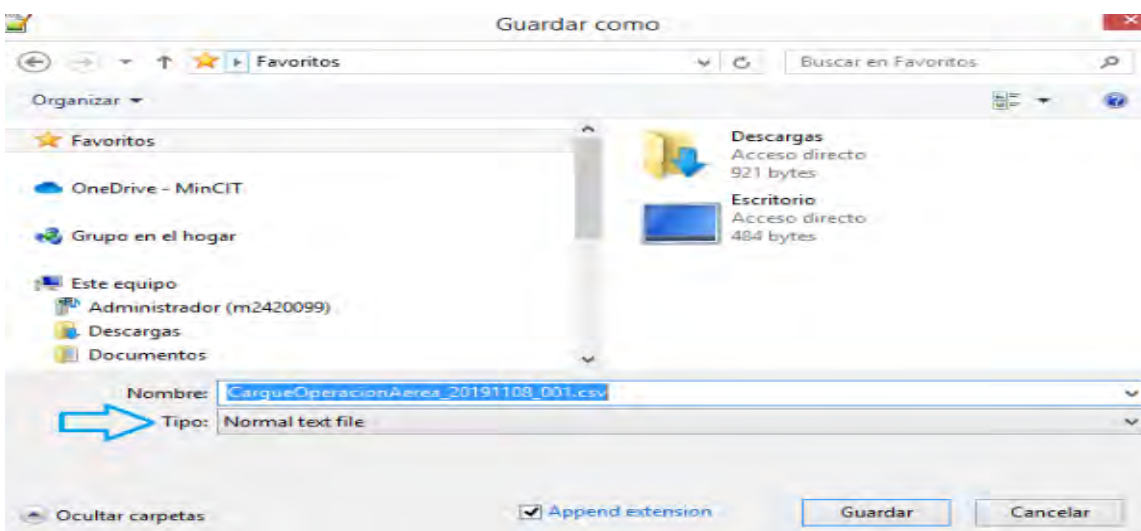 Guardar como
Favoritos
Buscar en Favoritos
Organizar
Favoritos
OneDrive - MinCIT
Grupo en el hogar
Este equipo
Administrador (m2420099)
Descargas
Documentos
Descargas
Acceso directo
921 bytes
Escritorio
Acceso directo
484 bytes
Nombre: CargueOperacionAerea_20191108_001.csv
Tipo: Normal text file
Ocultar carpetas
Append extension
Guardar
Cancelar